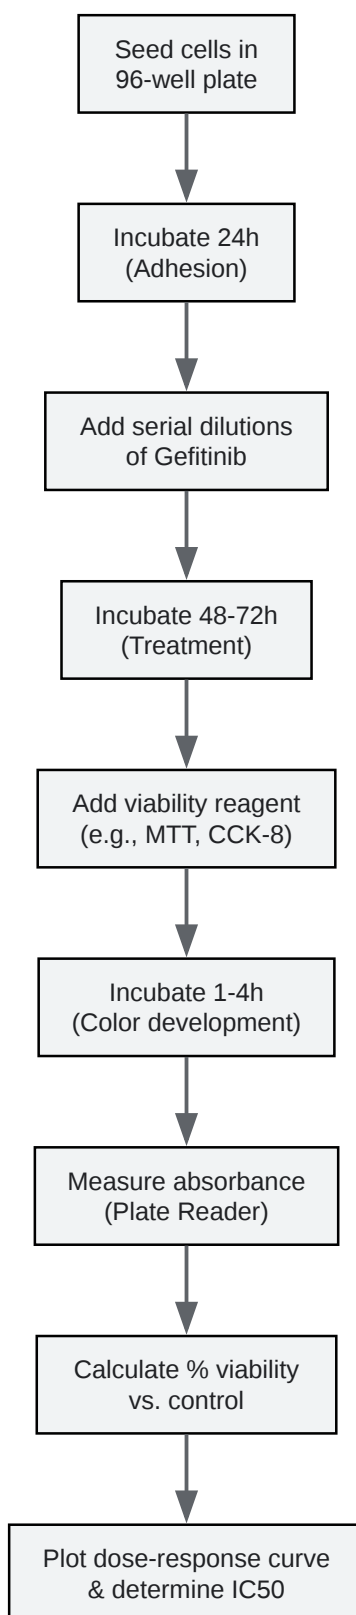 Seed cells in
96-well plate
Incubate 24h
(Adhesion)
Add serial dilutions
of Gefitinib
Incubate 48-72h
(Treatment)
Add viability reagent
(e.g., MTT, CCK-8)
Incubate 1-4h
(Color development)
Measure absorbance
(Plate Reader)
Calculate % viability
vs. control
Plot dose-response curve
& determine IC50